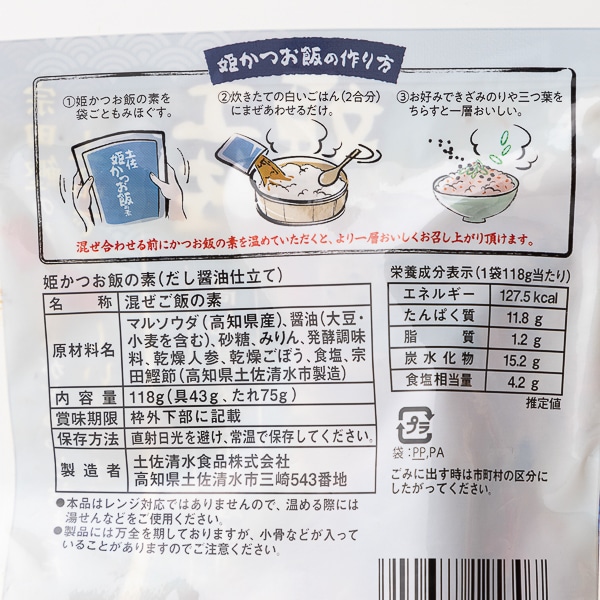 姫かつお飯の作り方
①姫かつお飯の素を
袋ごともみほぐす。
②炊きたての白いごはん(2合分)
にまぜあわせるだけ。
③お好みできざみのりや三つ葉を
ちらすと一層おいしい。
土佐
姫かつお飯の素
混ぜ合わせる前にかつお飯の素を温めていただくと、より一層おいしくお召し上がり頂けます。
姫かつお飯の素(だし醤油仕立て)
名 称 混ぜご飯の素
原材料名 マルソウダ(高知県産)、醤油(大豆・
小麦を含む)、砂糖、みりん、発酵調味
料、乾燥人参、乾燥ごぼう、食塩、宗
田鰹節(高知県土佐清水市製造)
内 容 量 118g(具43g、たれ75g)
賞味期限 枠外下部に記載
保存方法 直射日光を避け、常温で保存してください。
製 造 者 土佐清水食品株式会社
高知県土佐清水市三崎543番地
●本品はレンジ対応ではありませんので、温める際には
湯せんなどをご使用ください。
●製品には万全を期しておりますが、小骨などが入って
いることがありますのでご注意ください。
栄養成分表示(1袋118g当たり)
エネルギー 127.5 kcal
たんぱく質 11.8 g
脂 質 1.2 g
炭水化物 15.2 g
食塩相当量 4.2 g
推定値
プラ
袋:PP,PA
ごみに出す時は市町村の区分に
したがってください。